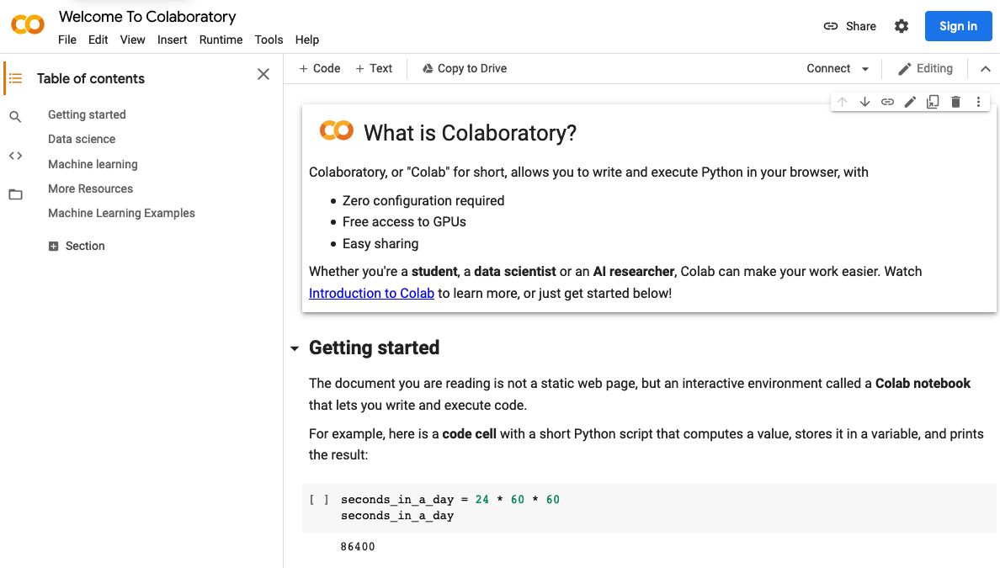 Welcome To Colaboratory
File Edit View Insert Runtime Tools Help
Share
Sign in
Table of contents
Getting started
Data science
Machine learning
More Resources
Machine Learning Examples
Section
+ Code + Text Copy to Drive
Connect
Editing
What is Colaboratory?
Colaboratory, or "Colab" for short, allows you to write and execute Python in your browser, with
• Zero configuration required
• Free access to GPUs
• Easy sharing
Whether you're a student, a data scientist or an AI researcher, Colab can make your work easier. Watch
Introduction to Colab to learn more, or just get started below!
Getting started
The document you are reading is not a static web page, but an interactive environment called a Colab notebook
that lets you write and execute code.
For example, here is a code cell with a short Python script that computes a value, stores it in a variable, and prints
the result:
[ ] seconds_in_a_day = 24 * 60 * 60
seconds_in_a_day
86400